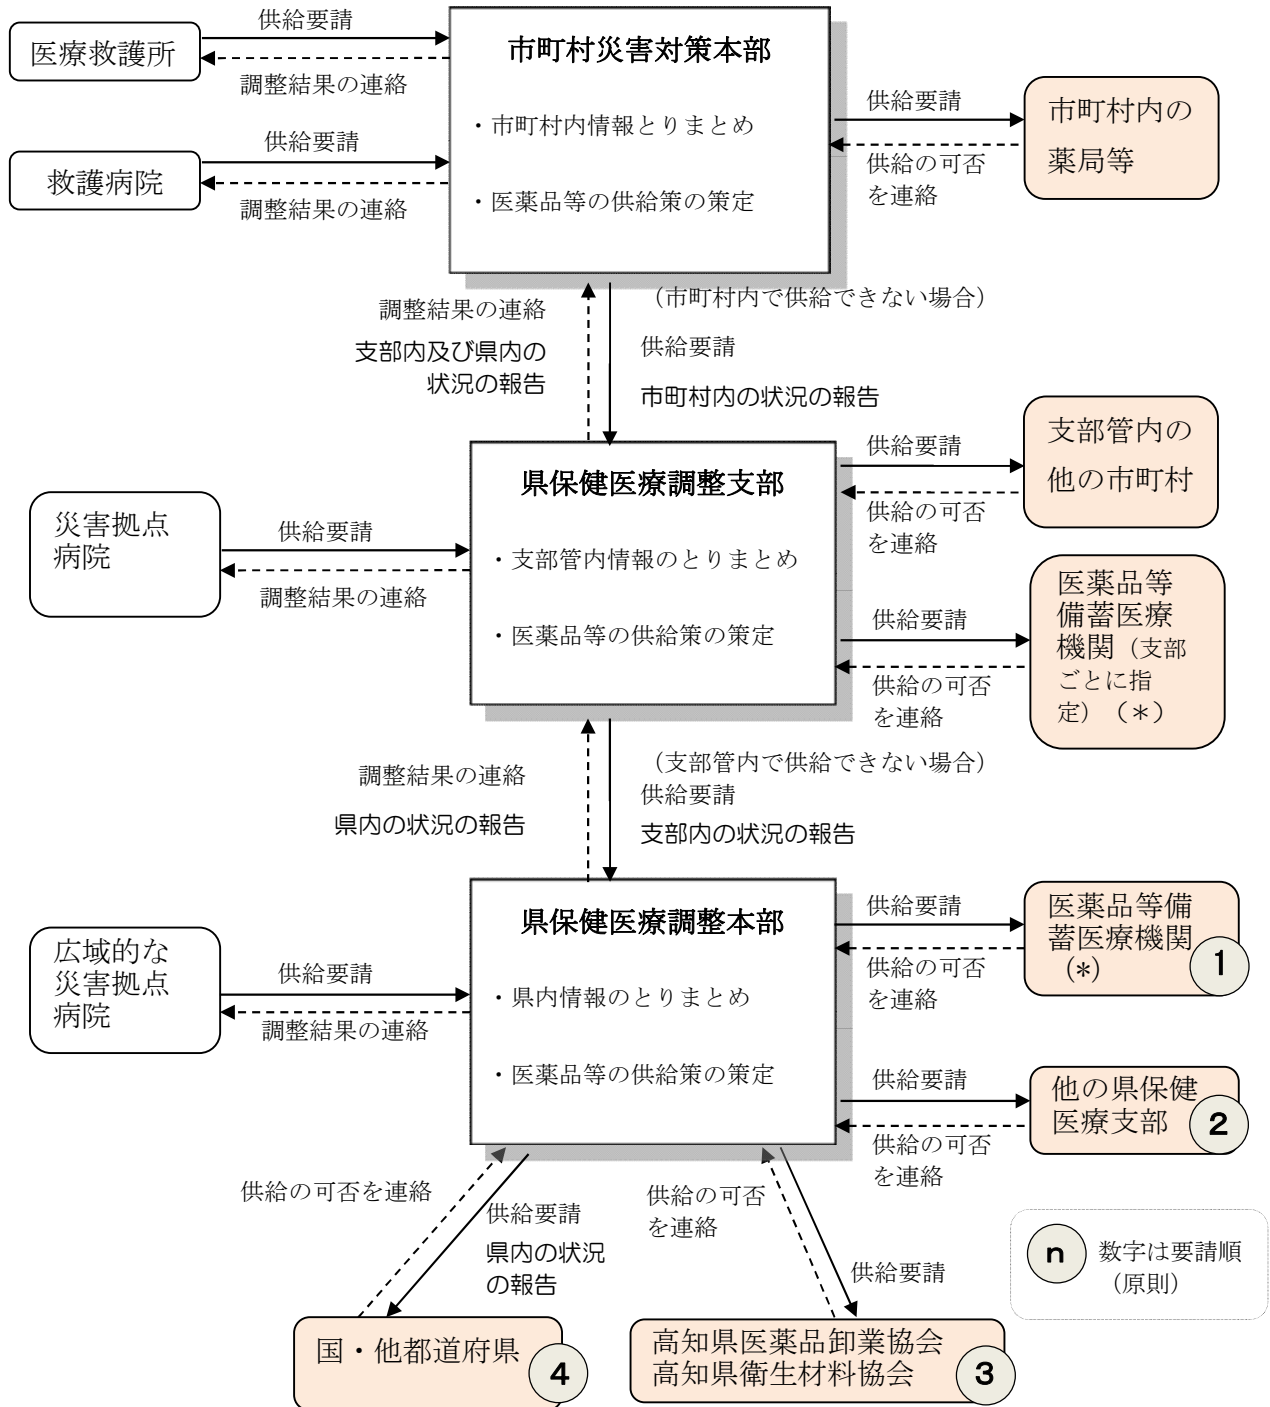 医療救護所
供給要請
調整結果の連絡
救護病院
供給要請
調整結果の連絡
市町村災害対策本部
・市町村内情報とりまとめ
・医薬品等の供給策の策定
供給要請
供給の可否
を連絡
市町村内の
薬局等
調整結果の連絡
支部内及び県内の
状況の報告
（市町村内で供給できない場合）
供給要請
市町村内の状況の報告
災害拠点
病院
供給要請
調整結果の連絡
県保健医療調整支部
・支部管内情報のとりまとめ
・医薬品等の供給策の策定
供給要請
供給の可否
を連絡
支部管内の
他の市町村
供給要請
供給の可否
を連絡
医薬品等
備蓄医療
機関（支部
ごとに指
定）（＊）
調整結果の連絡
県内の状況の報告
（支部管内で供給できない場合）
供給要請
支部内の状況の報告
広域的な
災害拠点
病院
供給要請
調整結果の連絡
県保健医療調整本部
・県内情報のとりまとめ
・医薬品等の供給策の策定
供給要請
供給の可否
を連絡
医薬品等備
蓄医療機関
（*）
1
供給要請
供給の可否
を連絡
他の県保健
医療支部
2
供給の可否を連絡
供給要請
県内の状況
の報告
国・他都道府県
4
供給の可否
を連絡
供給要請
高知県医薬品卸業協会
高知県衛生材料協会
3
n
数字は要請順
（原則）